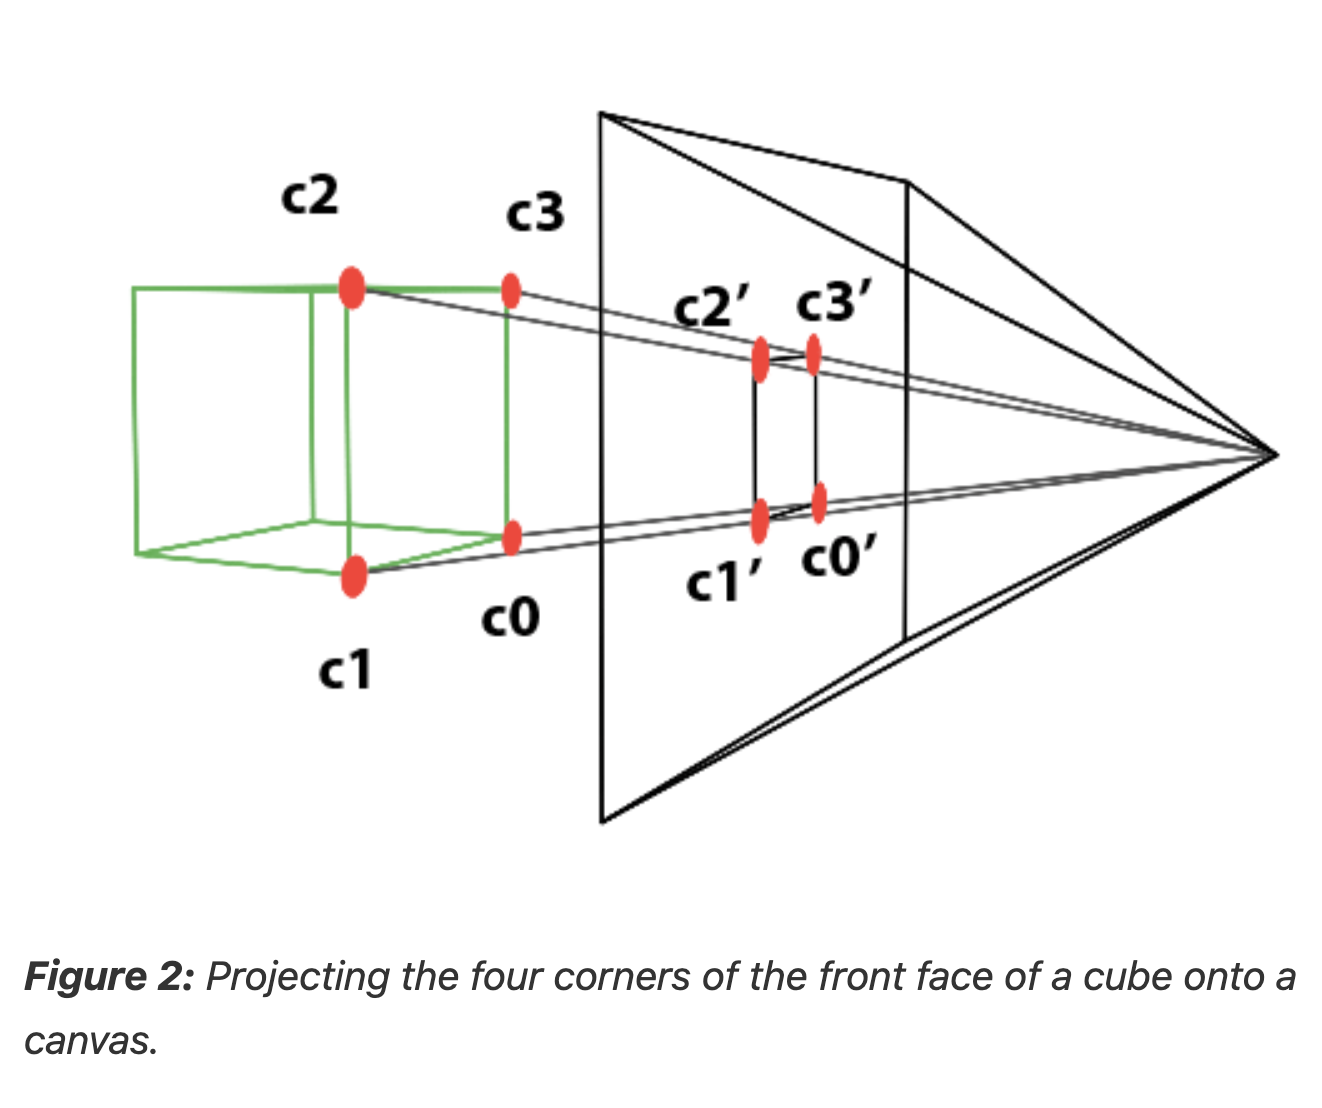 c2
c3
c2′
c3′
c1′
c0′
c0
c1
Figure 2: Projecting the four corners of the front face of a cube onto a
canvas.